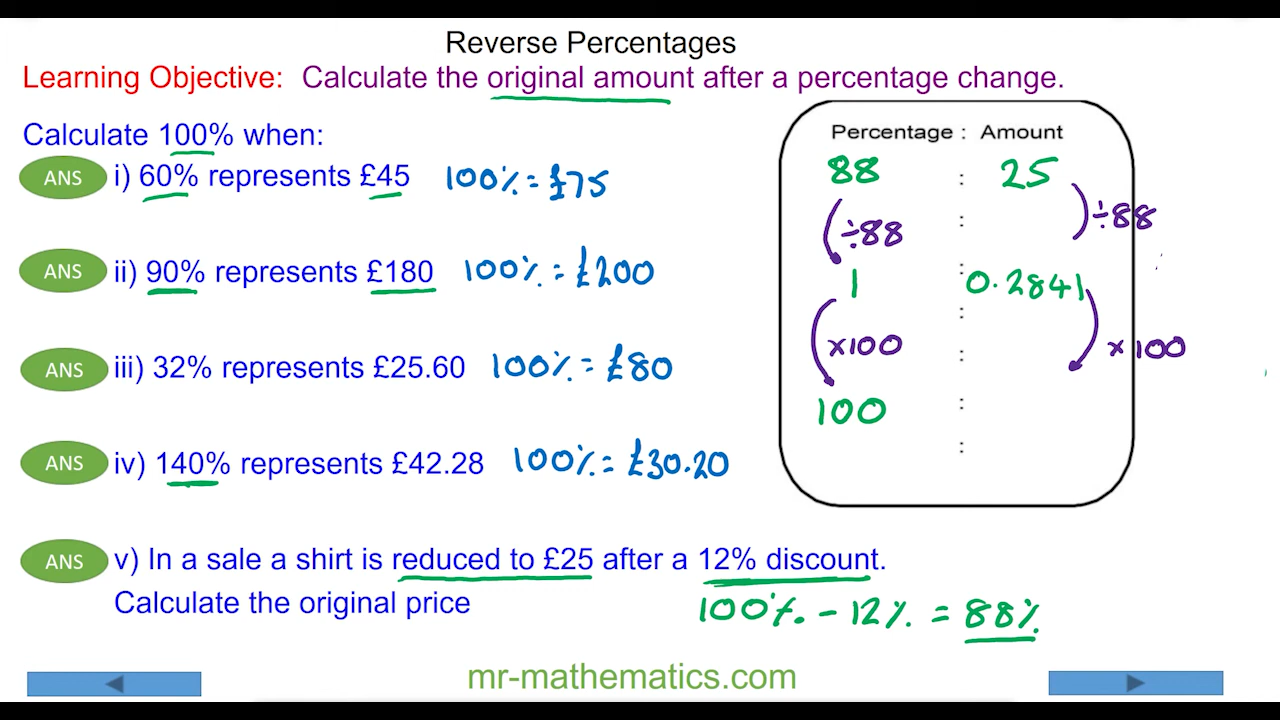 Reverse Percentages
Learning Objective: Calculate the original amount after a percentage change.
Calculate 100% when:
ANS i) 60% represents £45 100% = £75
ANS ii) 90% represents £180 100% = £200
ANS iii) 32% represents £25.60 100% = £80
ANS iv) 140% represents £42.28 100% = £30.20
ANS v) In a sale a shirt is reduced to £25 after a 12% discount.
Calculate the original price
100% - 12% = 88%
Percentage : Amount
88 : 25
÷88 : ÷88
1 : 0.2841
:
×100 : ×100
100 :
:
mr-mathematics.com